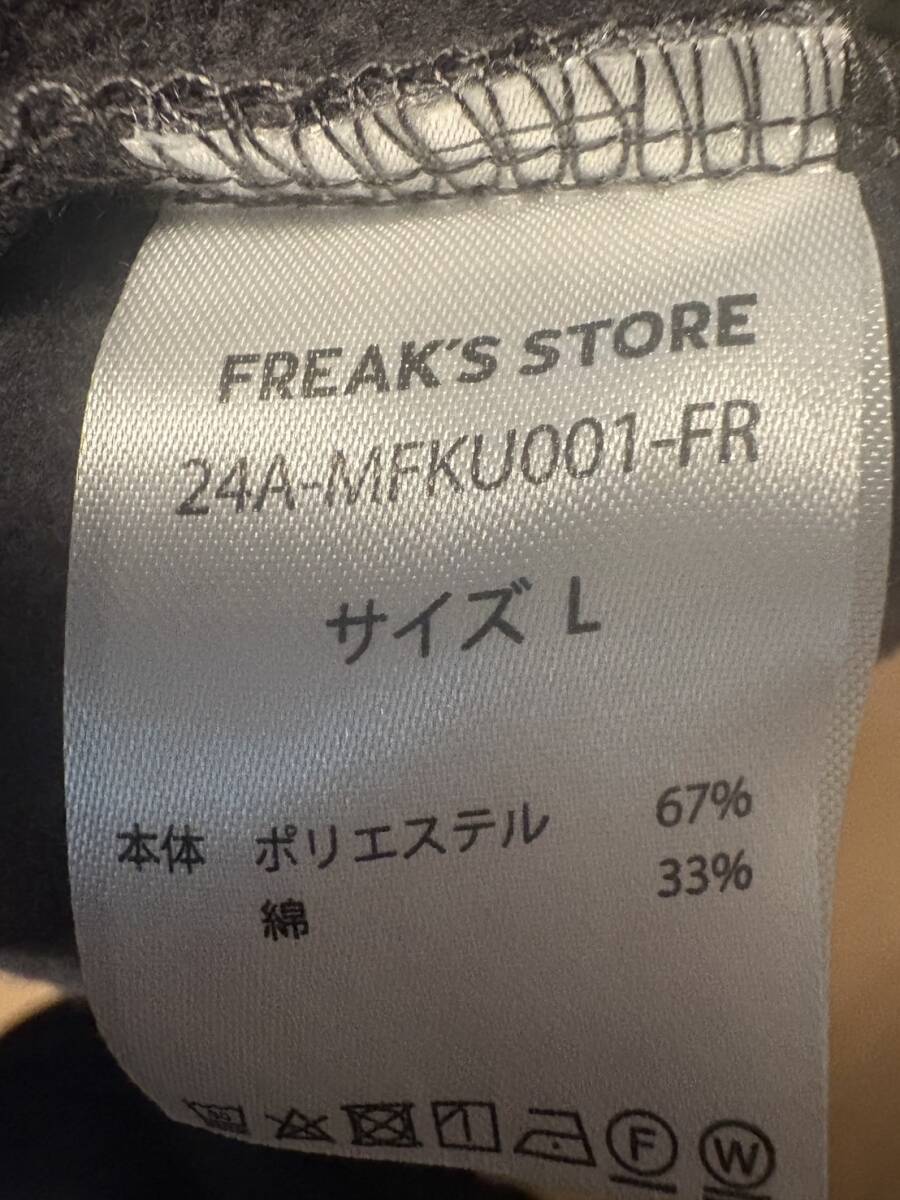 FREAK'S STORE
24A-MFKU001-FR
サイズ L
本体 ポリエステル 67%
綿 33%
F W